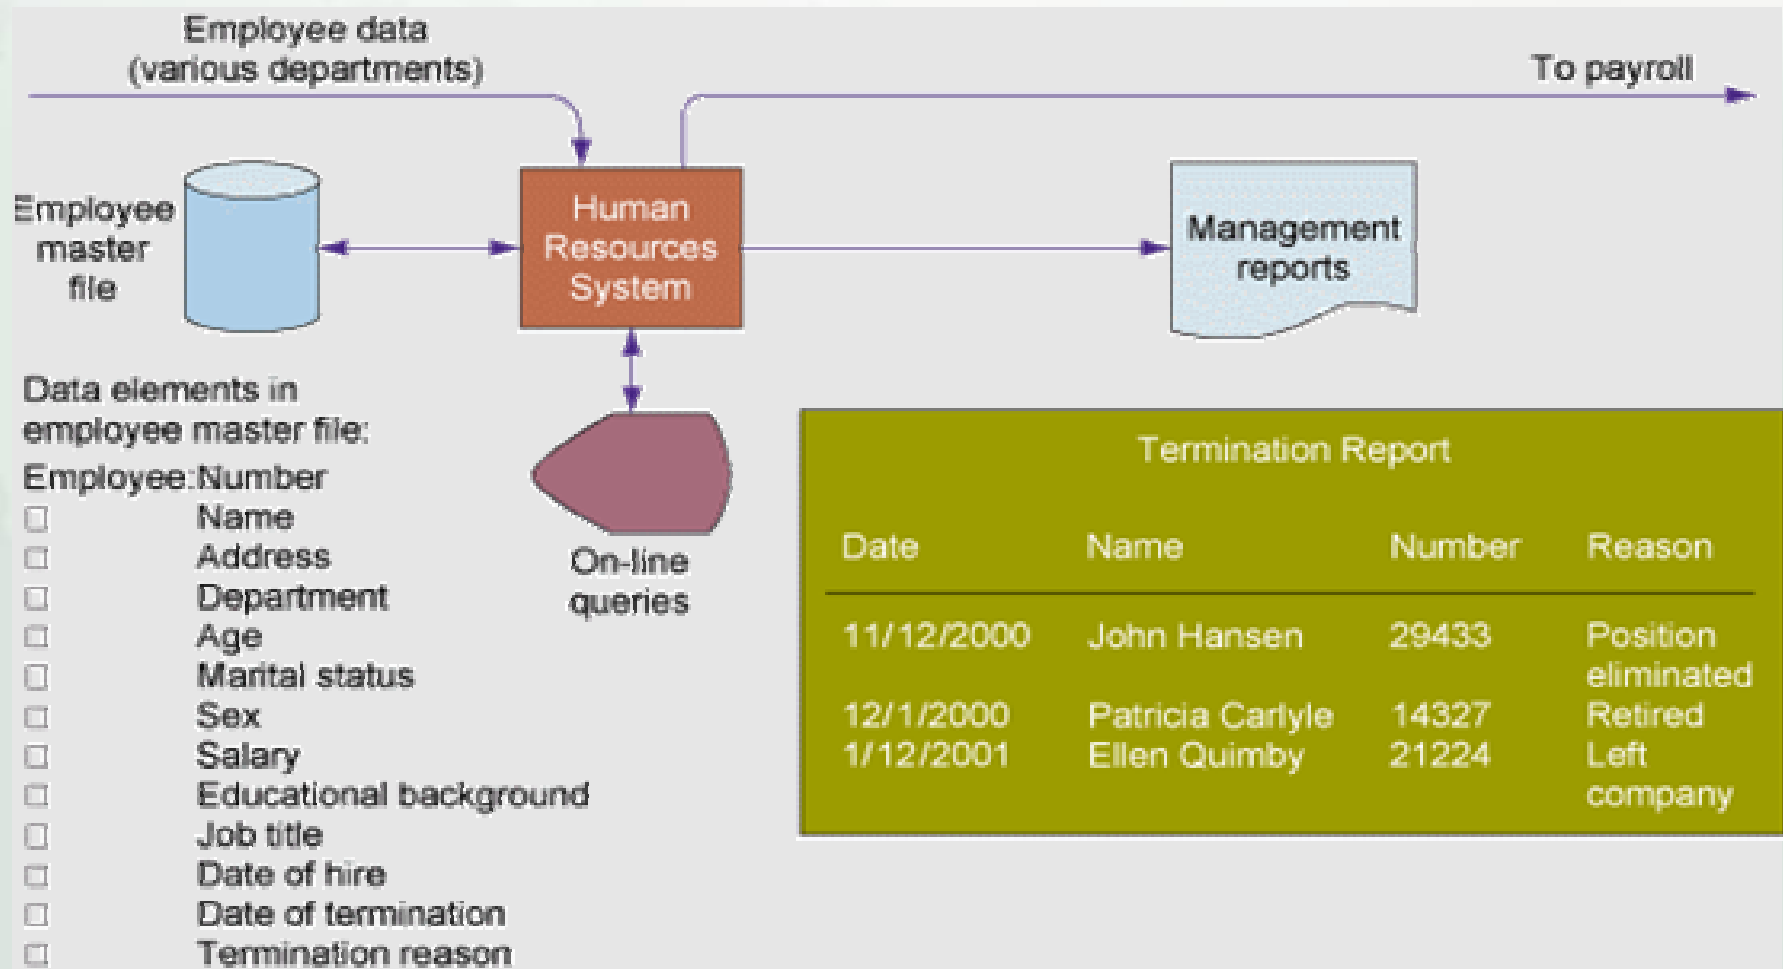 Employee data
(various departments)
To payroll
Employee
master
file
Human
Resources
System
Management
reports
On-line
queries
Data elements in
employee master file:
Employee:Number
Name
Address
Department
Age
Marital status
Sex
Salary
Educational background
Job title
Date of hire
Date of termination
Termination reason
Termination Report
Date Name Number Reason
11/12/2000 John Hansen 29433 Position
eliminated
12/1/2000 Patricia Carlyle 14327 Retired
1/12/2001 Ellen Quimby 21224 Left
company